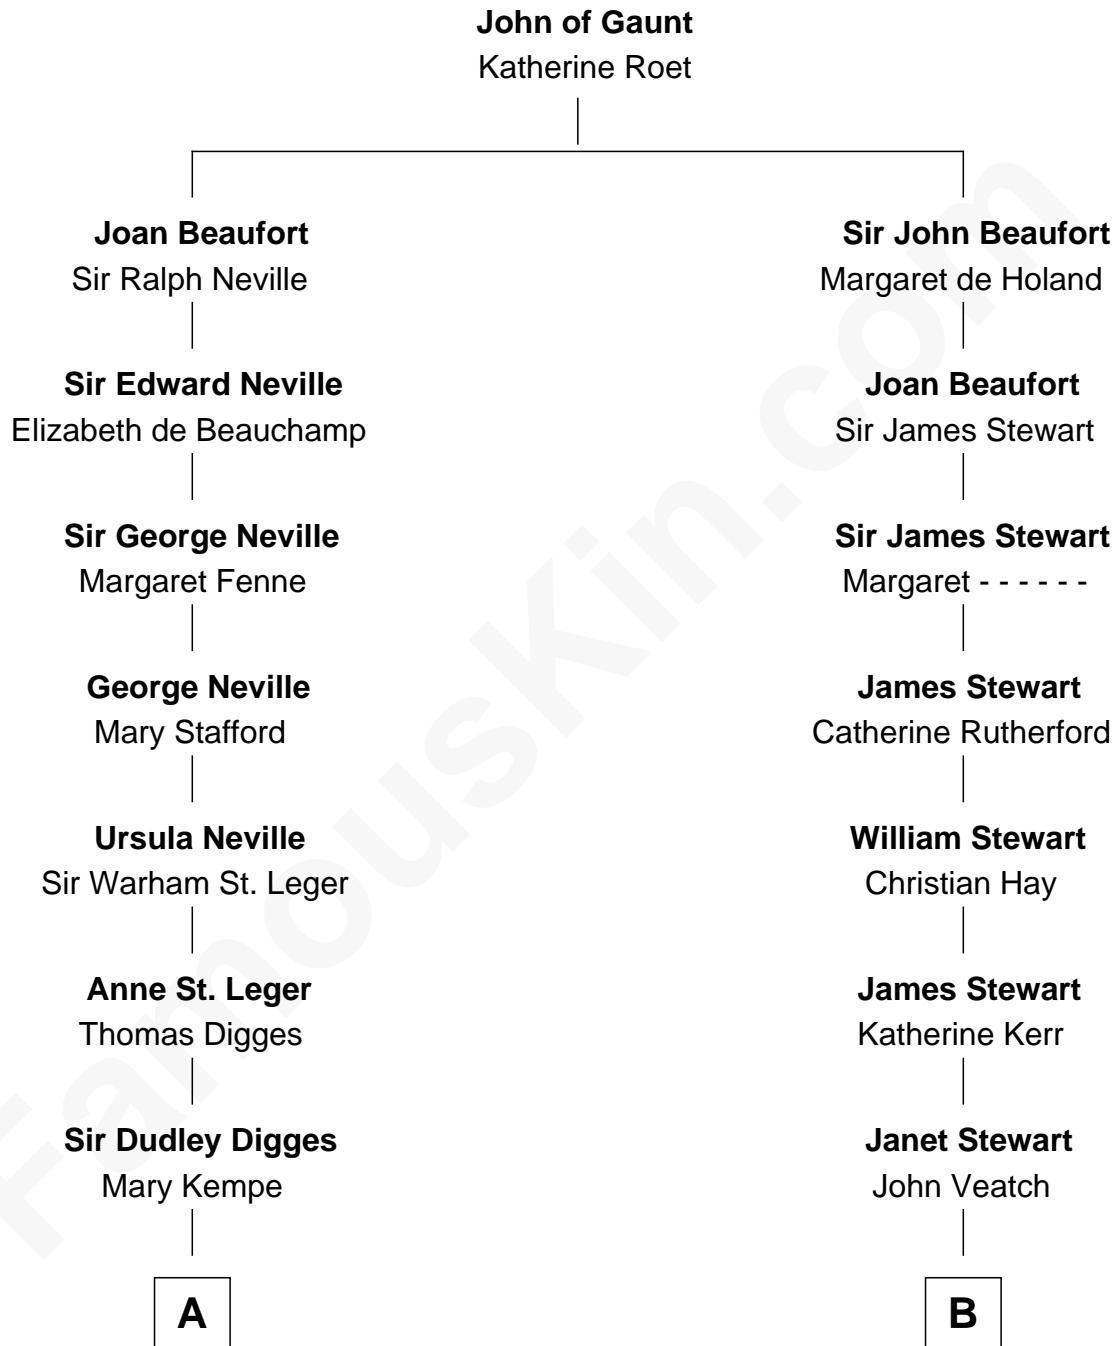 John of Gaunt
Katherine Roet
Joan Beaufort
Sir Ralph Neville
Sir John Beaufort
Margaret de Holand
Sir Edward Neville
Elizabeth de Beauchamp
Joan Beaufort
Sir James Stewart
Sir George Neville
Margaret Fenne
Sir James Stewart
Margaret - - - - - -
George Neville
Mary Stafford
James Stewart
Catherine Rutherford
Ursula Neville
Sir Warham St. Leger
William Stewart
Christian Hay
Anne St. Leger
Thomas Digges
James Stewart
Katherine Kerr
Sir Dudley Digges
Mary Kempe
Janet Stewart
John Veatch
A
B
FamousKin.com